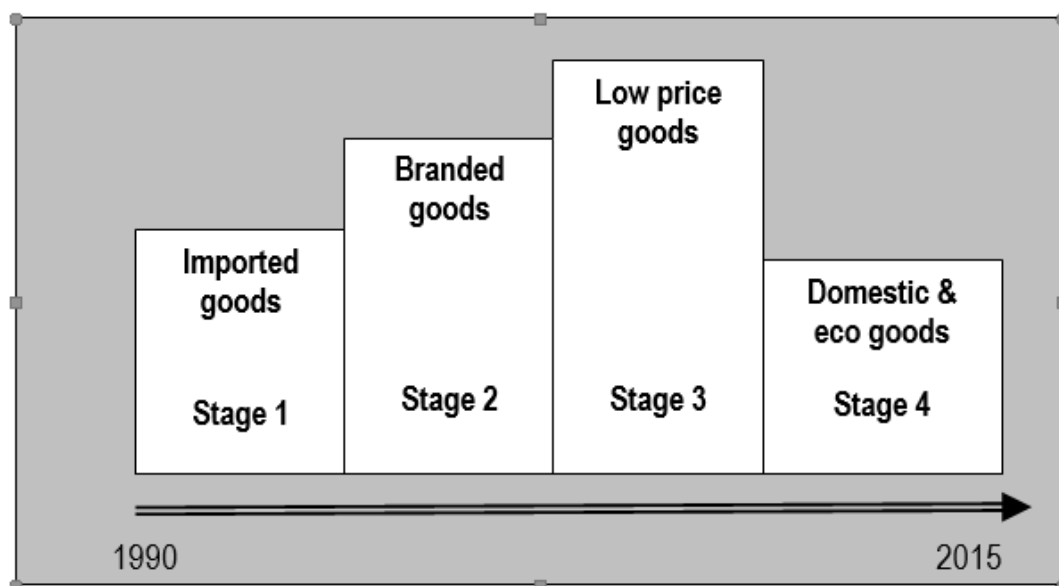 Imported
goods
Stage 1
Branded
goods
Stage 2
Low price
goods
Stage 3
Domestic &
eco goods
Stage 4
1990
2015